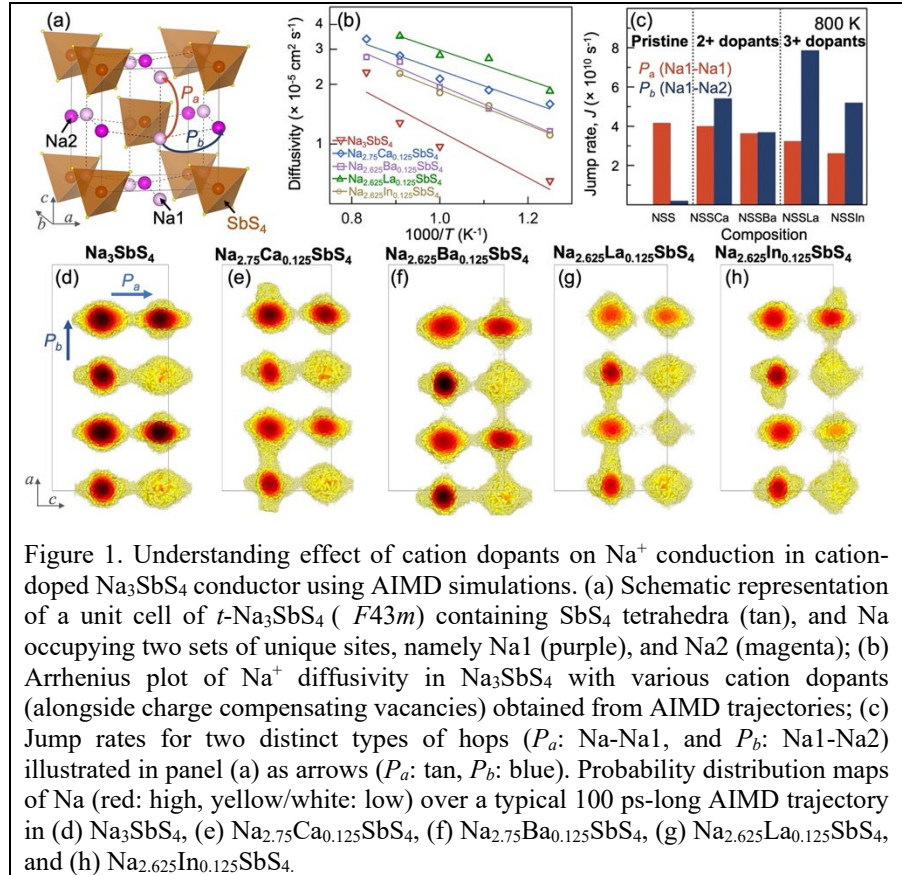 (a)
Pa
Na2
Pb
c
b
a
Na1
SbS4
(b)
Diffusivity (× 10-5 cm2 s-1)
4
3
2
1
Na3SbS4
Na2.75Ca0.125SbS4
Na2.625Ba0.125SbS4
Na2.625La0.125SbS4
Na2.625In0.125SbS4
0.8 1.0 1.2
1000/T (K-1)
(c)
800 K
Pristine 2+ dopants 3+ dopants
Pa (Na1-Na1)
Pb (Na1-Na2)
Jump rate, J (× 1010 s-1)
8
6
4
2
NSS NSSCa NSSBa NSSLa NSSIn
Composition
Na3SbS4 Na2.75Ca0.125SbS4 Na2.625Ba0.125SbS4 Na2.625La0.125SbS4 Na2.625In0.125SbS4
(d) (e) (f) (g) (h)
Pa
Pb
a
c
Figure 1. Understanding effect of cation dopants on Na+ conduction in cation-
doped Na3SbS4 conductor using AIMD simulations. (a) Schematic representation
of a unit cell of t-Na3SbS4 ( F43m) containing SbS4 tetrahedra (tan), and Na
occupying two sets of unique sites, namely Na1 (purple), and Na2 (magenta); (b)
Arrhenius plot of Na+ diffusivity in Na3SbS4 with various cation dopants
(alongside charge compensating vacancies) obtained from AIMD trajectories; (c)
Jump rates for two distinct types of hops (Pa: Na-Na1, and Pb: Na1-Na2)
illustrated in panel (a) as arrows (Pa: tan, Pb: blue). Probability distribution maps
of Na (red: high, yellow/white: low) over a typical 100 ps-long AIMD trajectory
in (d) Na3SbS4, (e) Na2.75Ca0.125SbS4, (f) Na2.75Ba0.125SbS4, (g) Na2.625La0.125SbS4,
and (h) Na2.625In0.125SbS4.